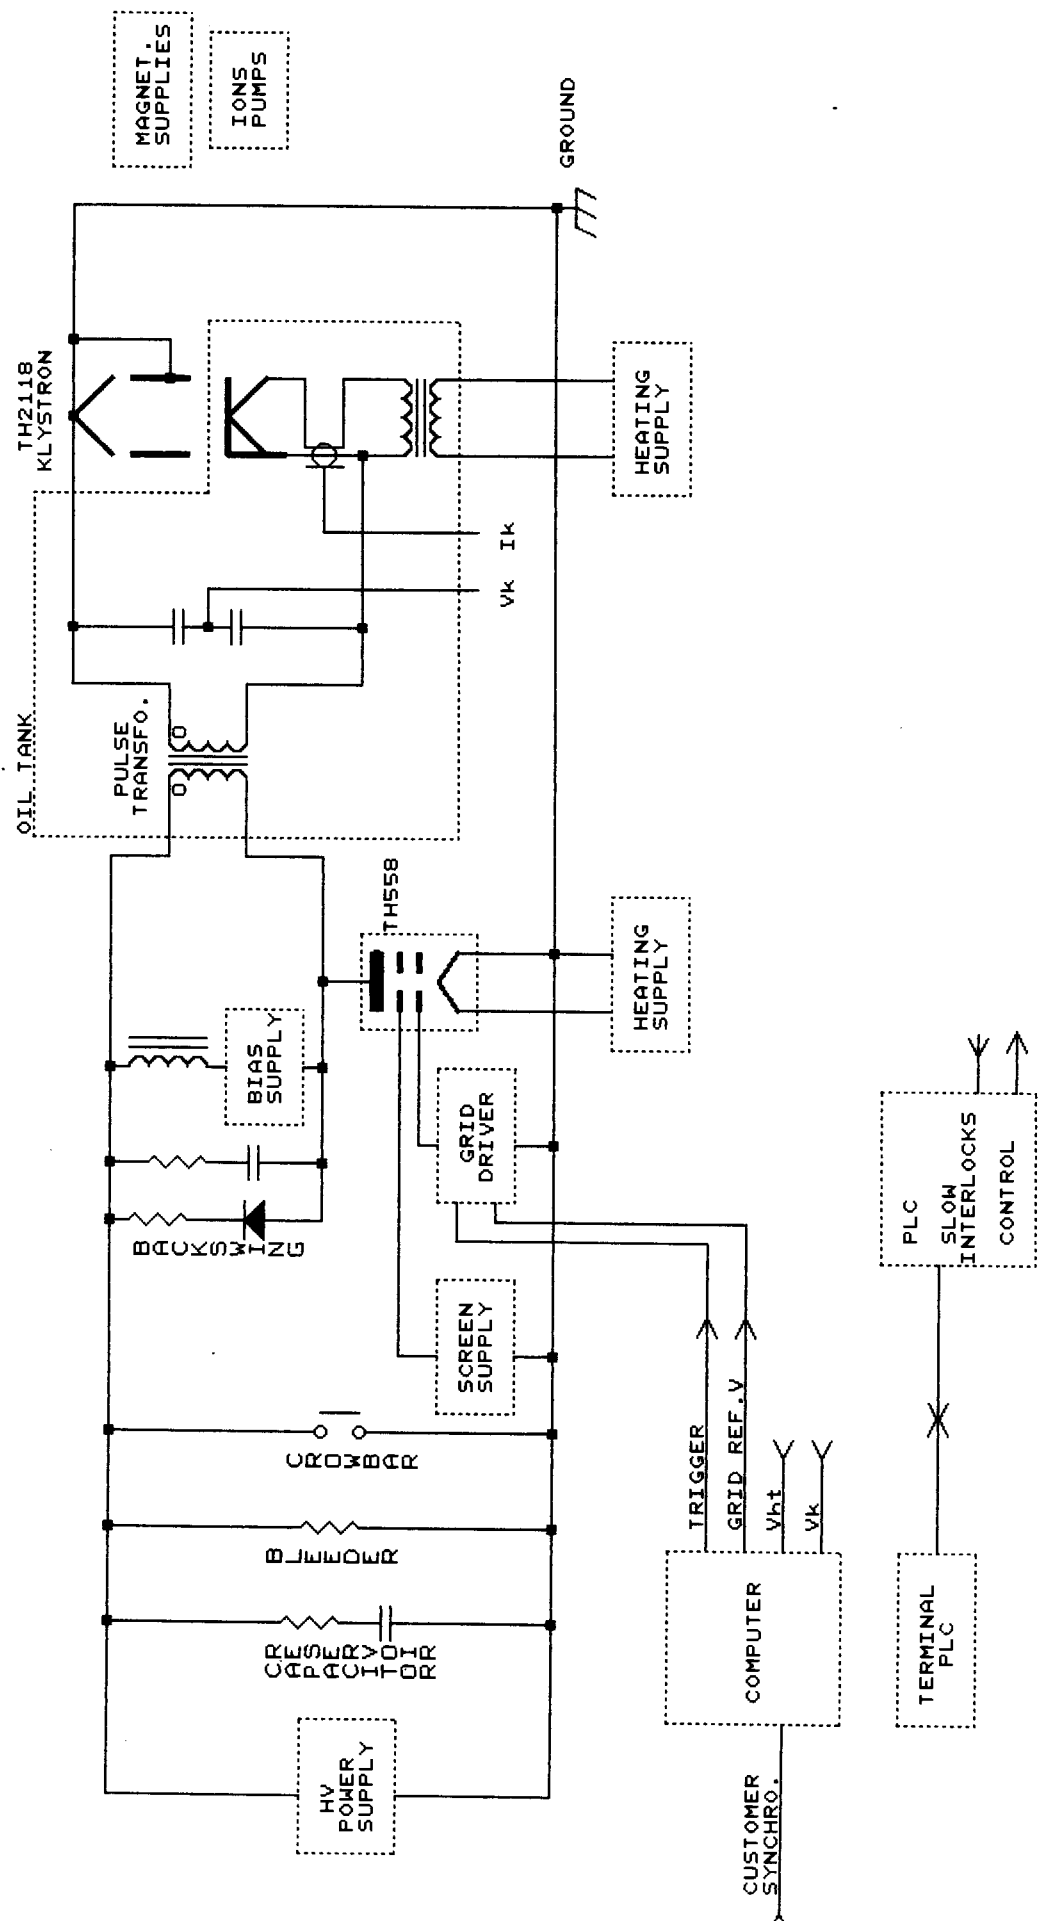 MAGNET.
SUPPLIES
IONS
PUMPS
GROUND
TH2118
KLYSTRON
HEATING
SUPPLY
Ik
Vk
OIL TANK
PULSE
TRANSFO.
TH558
HEATING
SUPPLY
BIAS
SUPPLY
GRID
DRIVER
BACKSWING
SCREEN
SUPPLY
CROWBAR
BLEEDER
CAPACITOR
RESERVOIR
HV
POWER
SUPPLY
TRIGGER
GRID REF.V
Vht
Vk
COMPUTER
CUSTOMER
SYNCHRO.
PLC
SLOW
INTERLOCKS
CONTROL
TERMINAL
PLC